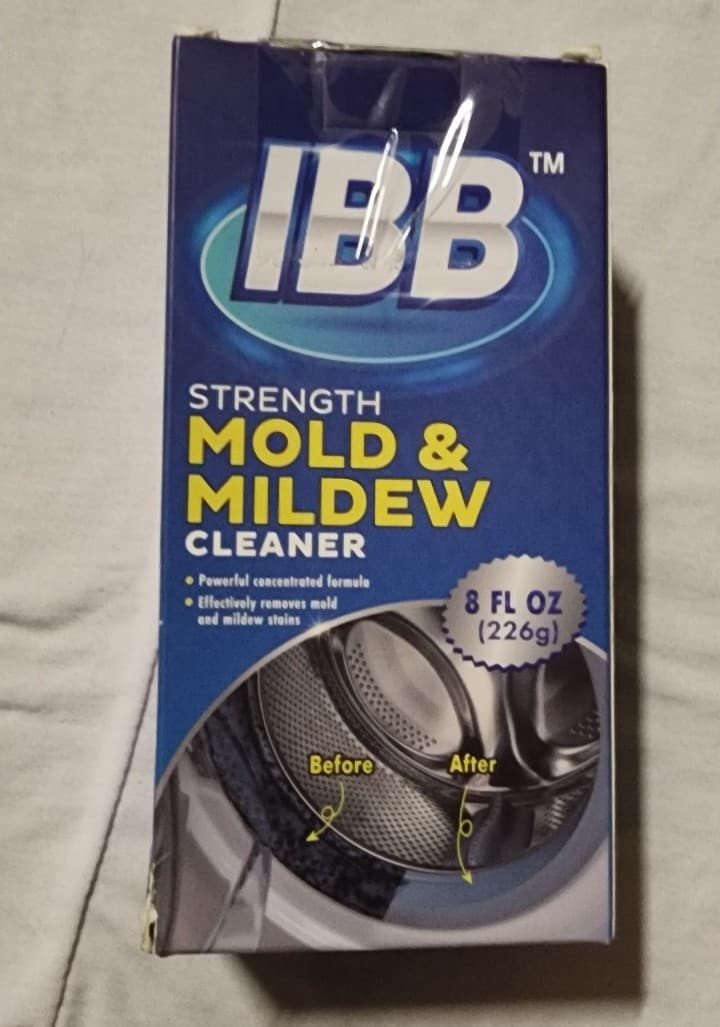 IBB™
STRENGTH
MOLD &
MILDEW
CLEANER
• Powerful concentrated formula
• Effectively removes mold
and mildew stains
8 FL OZ
(226g)
Before
After